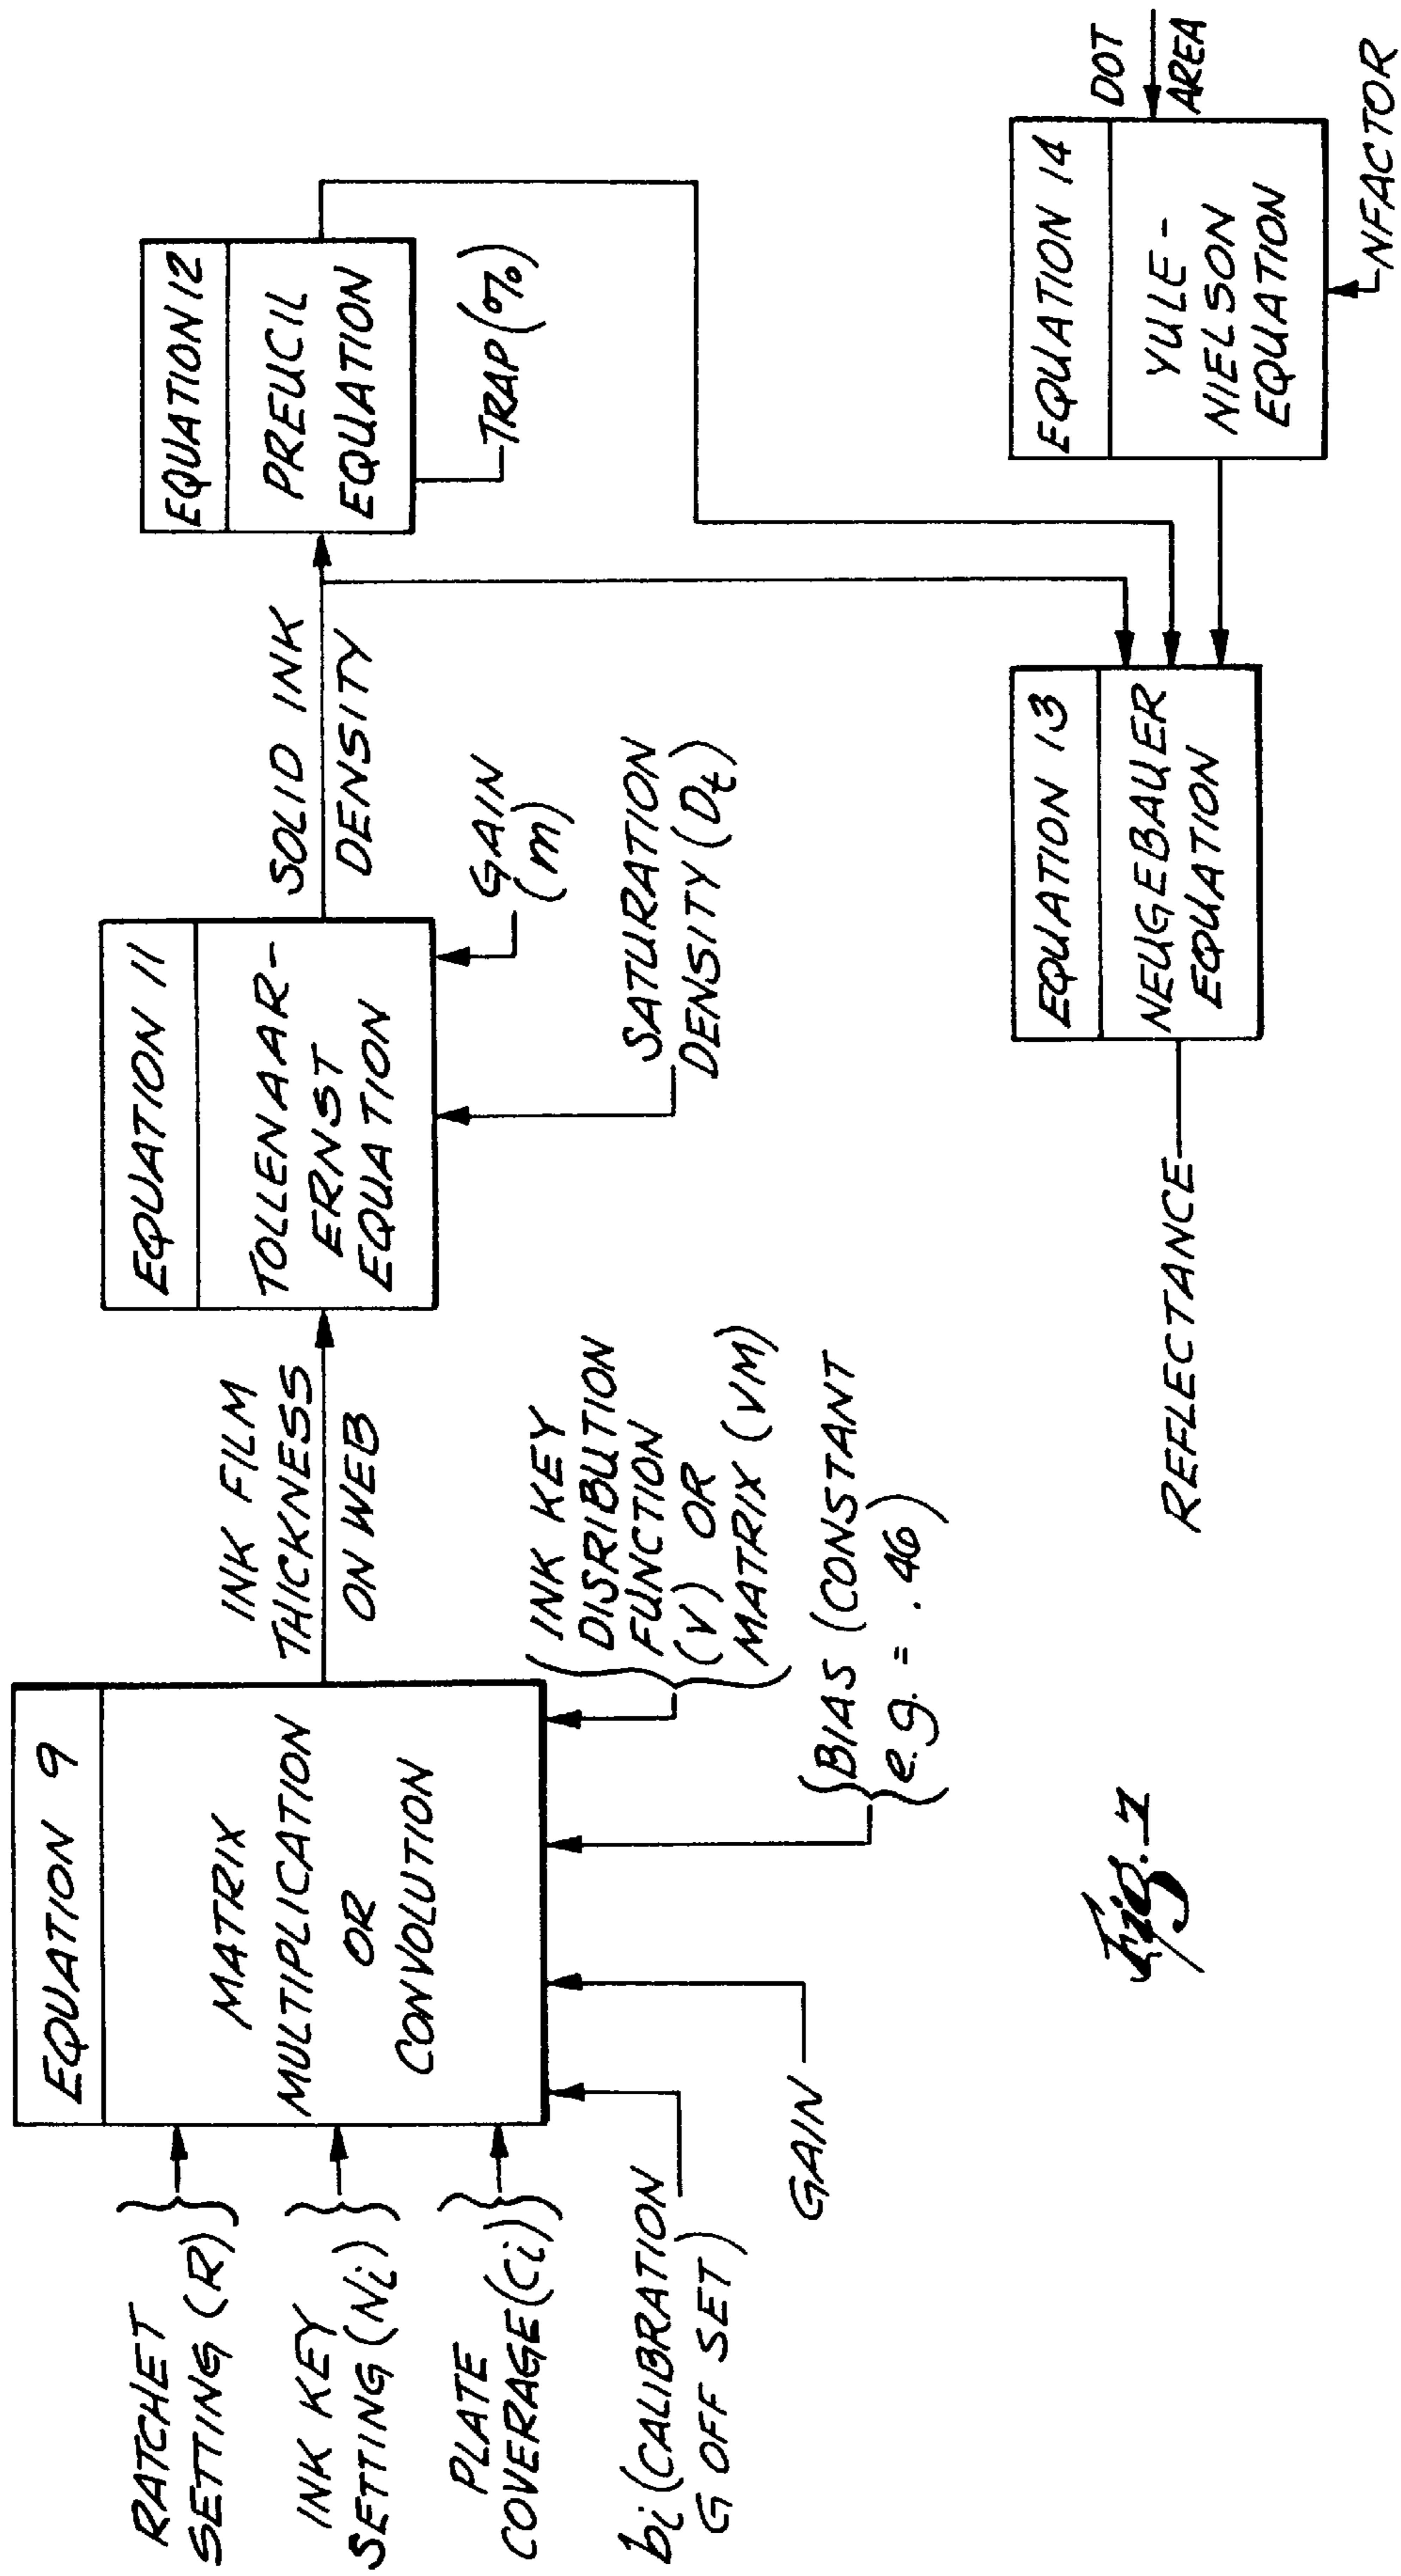 RATCHET
SETTING (R)
INK KEY
SETTING (Ni)
PLATE
COVERAGE (Ci)
bi (CALIBRATION
G OFF SET)
GAIN
EQUATION 9
MATRIX
MULTIPLICATION
OR
CONVOLUTION
(BIAS (CONSTANT
e.g. = .46)
(INK KEY
DISRIBUTION
FUNCTION
(V) OR
MATRIX (VM)
INK FILM
THICKNESS
ON WEB
EQUATION 11
TOLLENAAR-
ERNST
EQUATION
GAIN
(m)
SATURATION
DENSITY (Dt)
SOLID INK
DENSITY
EQUATION 12
PREUCIL
EQUATION
TRAP (%)
EQUATION 13
NEUGEBAUER
EQUATION
REFLECTANCE
EQUATION 14
YULE-
NIELSON
EQUATION
DOT
AREA
NFACTOR